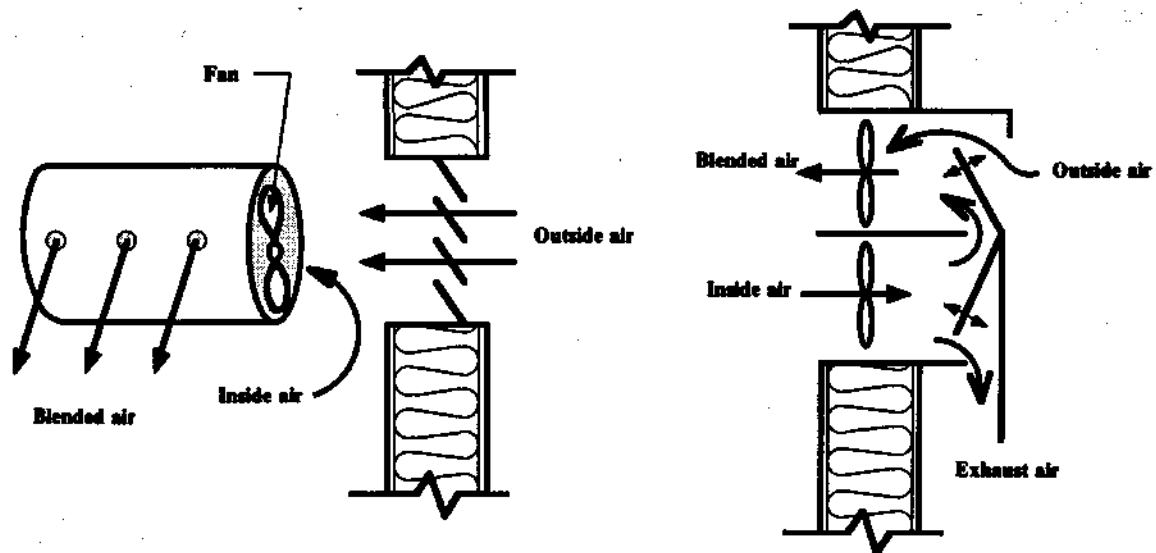 Fan
Outside air
Inside air
Blended air
Blended air
Outside air
Inside air
Exhaust air